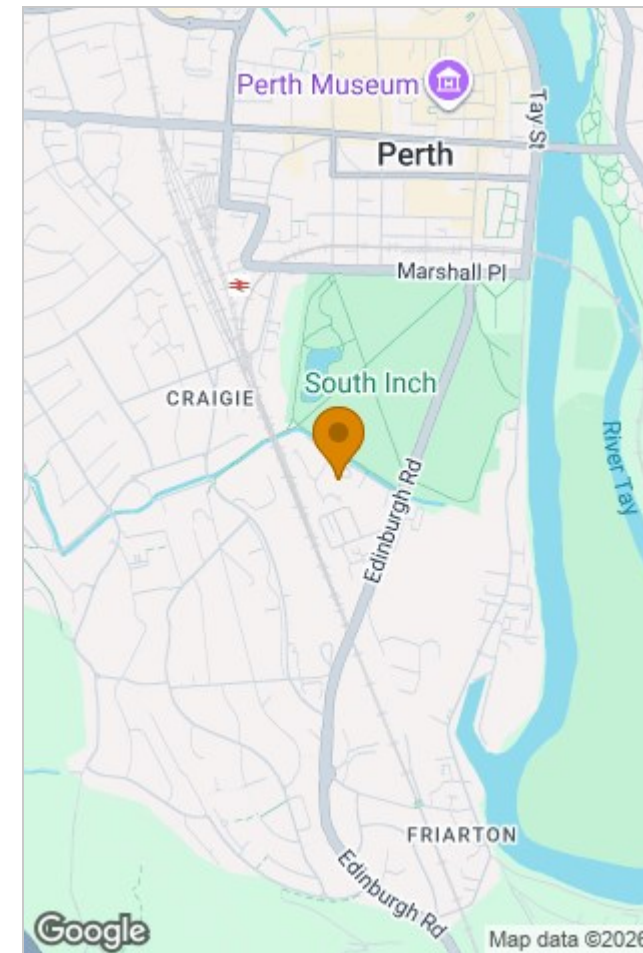 Perth Museum
Tay St
Perth
Marshall Pl
South Inch
CRAIGIE
Edinburgh Rd
River Tay
FRIARTON
Edinburgh Rd
Google
Map data ©2026